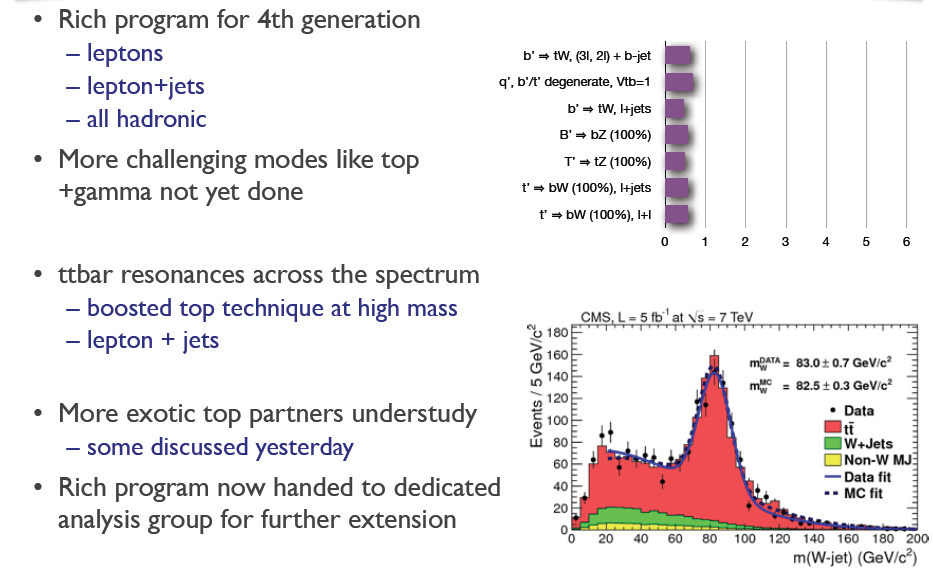 • Rich program for 4th generation
– leptons
– lepton+jets
– all hadronic
• More challenging modes like top
+gamma not yet done
• ttbar resonances across the spectrum
– boosted top technique at high mass
– lepton + jets
• More exotic top partners understudy
– some discussed yesterday
• Rich program now handed to dedicated
analysis group for further extension
b' ⇒ tW, (3l, 2l) + b-jet
q', b'/t' degenerate, Vtb=1
b' ⇒ tW, l+jets
B' ⇒ bZ (100%)
T' ⇒ tZ (100%)
t' ⇒ bW (100%), l+jets
t' ⇒ bW (100%), l+l
0 1 2 3 4 5 6
CMS, L = 5 fb⁻¹ at √s = 7 TeV
Events / 5 GeV/c²
180
160
140
120
100
80
60
40
20
0
m_W^DATA = 83.0 ± 0.7 GeV/c²
m_W^MC = 82.5 ± 0.3 GeV/c²
Data
tt̄
W+Jets
Non-W MJ
Data fit
MC fit
0 20 40 60 80 100 120 140 160 180 200
m(W-jet) (GeV/c²)